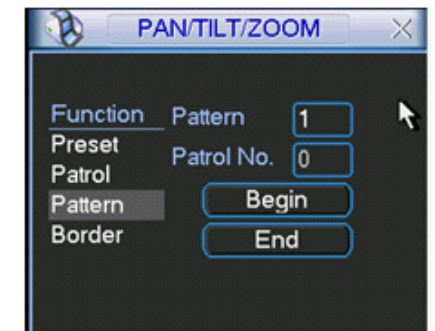 PAN/TILT/ZOOM
Function
Preset
Patrol
Pattern
Border
Pattern 1
Patrol No. 0
Begin
End